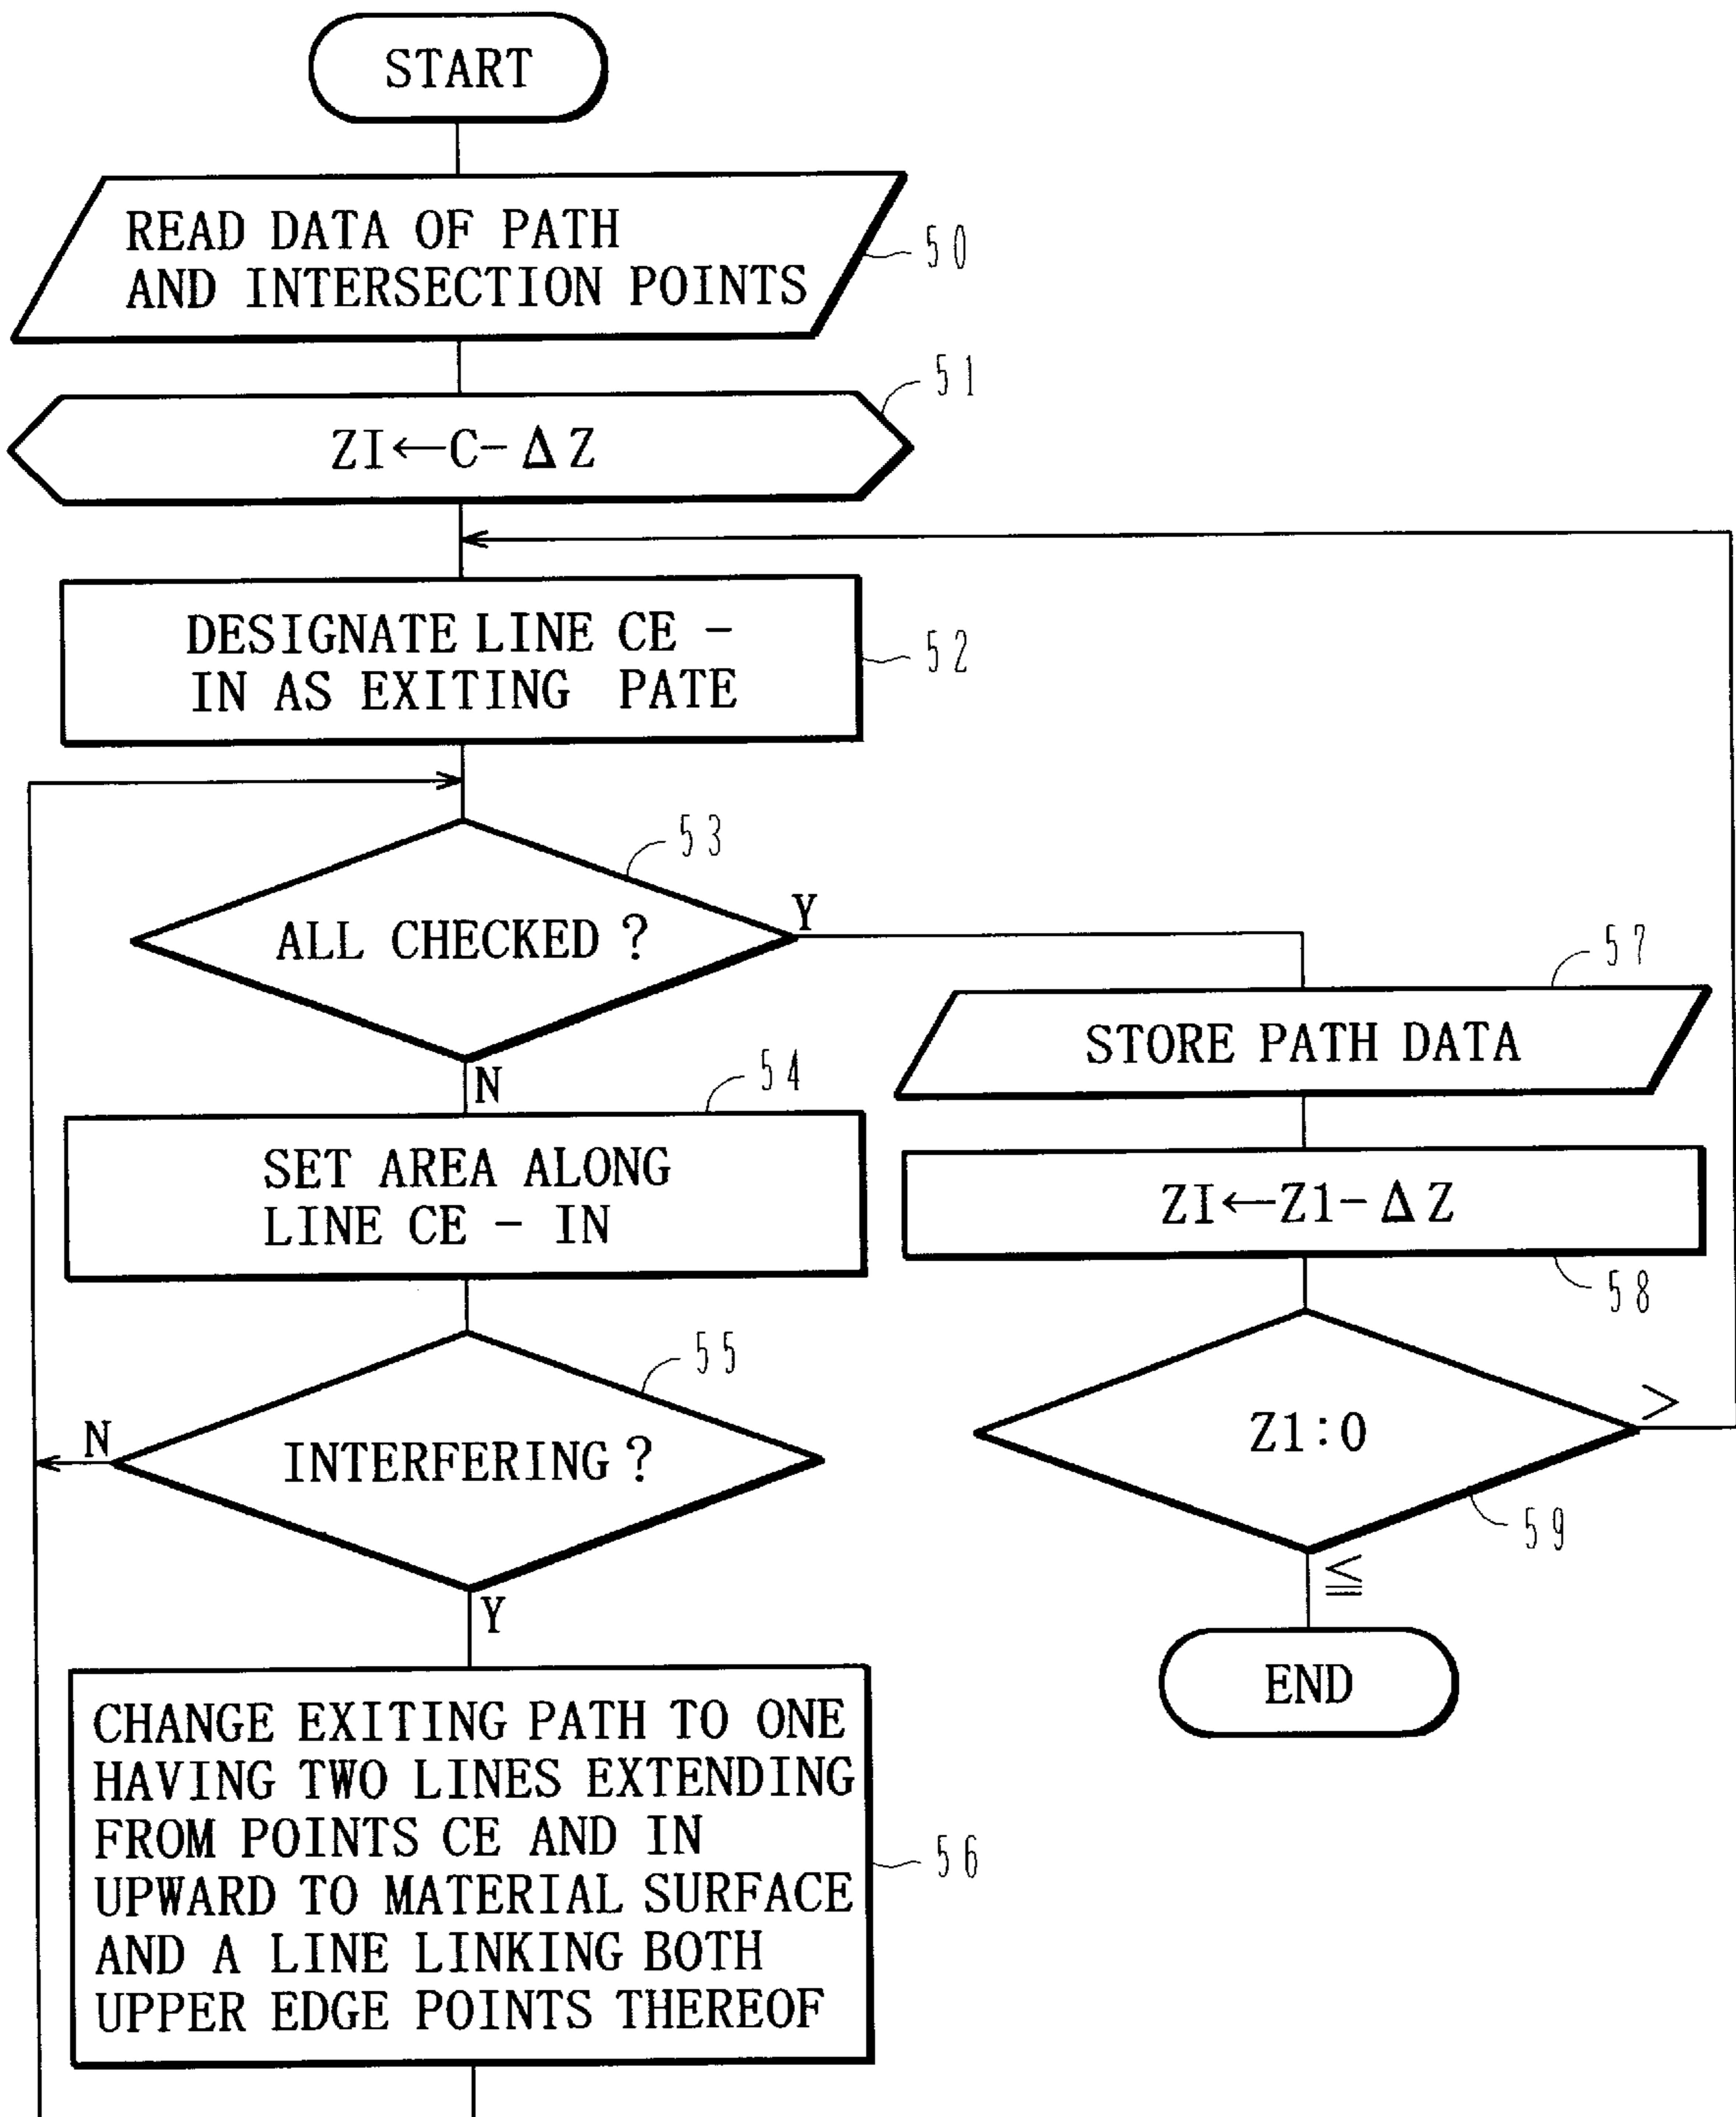 START
READ DATA OF PATH
AND INTERSECTION POINTS
50
51
ZI←C-ΔZ
DESIGNATE LINE CE -
IN AS EXITING PATE
52
53
ALL CHECKED ?
Y
N
54
SET AREA ALONG
LINE CE - IN
55
INTERFERING ?
N
Y
CHANGE EXITING PATH TO ONE
HAVING TWO LINES EXTENDING
FROM POINTS CE AND IN
UPWARD TO MATERIAL SURFACE
AND A LINE LINKING BOTH
UPPER EDGE POINTS THEREOF
56
57
STORE PATH DATA
ZI←Z1-ΔZ
58
Z1:0
>
59
≦
END